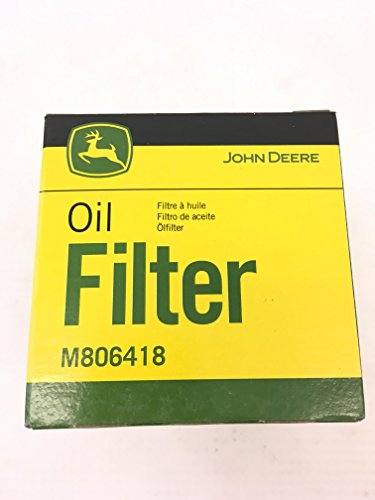 JOHN DEERE
Oil
Filtre à huile
Filtro de aceite
Ölfilter
Filter
M806418